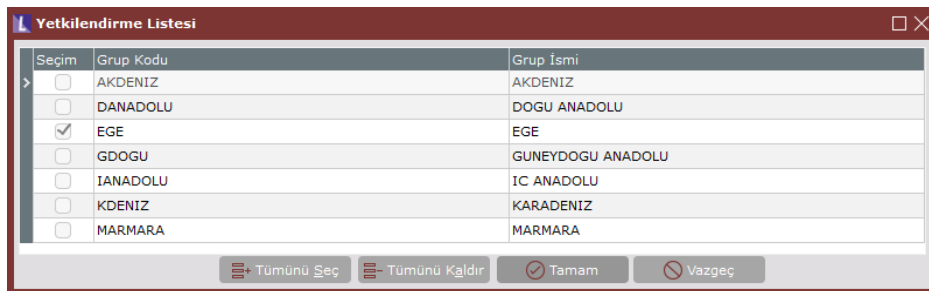 Yetkilendirme Listesi
Seçim Grup Kodu Grup İsmi
AKDENIZ AKDENIZ
DANADOLU DOGU ANADOLU
EGE EGE
GDOGU GUNEYDOGU ANADOLU
IANADOLU IC ANADOLU
KDENIZ KARADENIZ
MARMARA MARMARA
Tümünü Seç Tümünü Kaldır Tamam Vazgeç